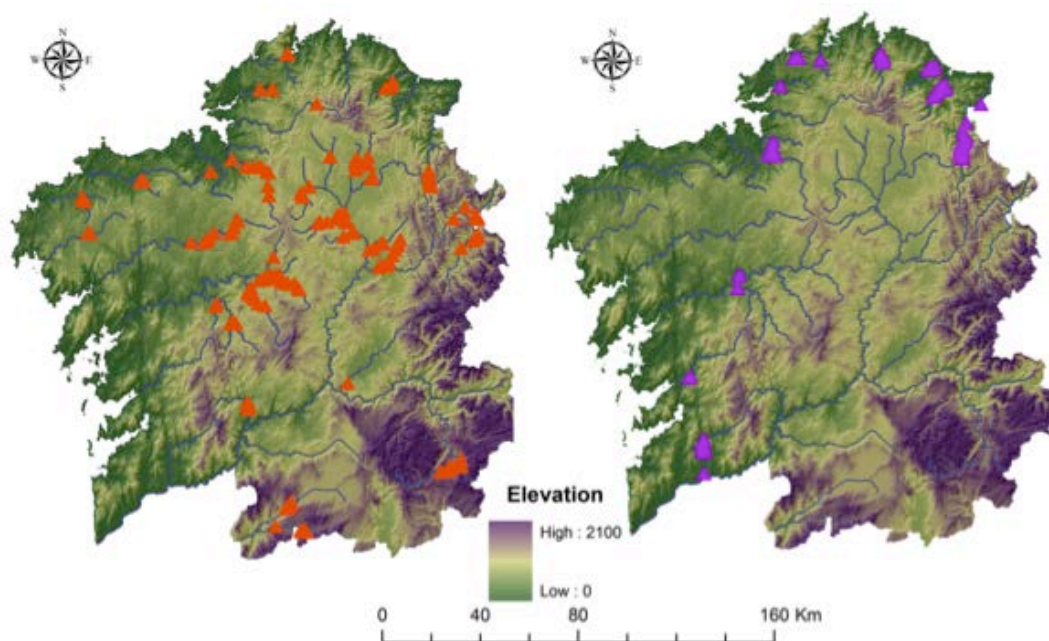 N
W E
S
N
W E
S
Elevation
High : 2100
Low : 0
0 40 80 160 Km